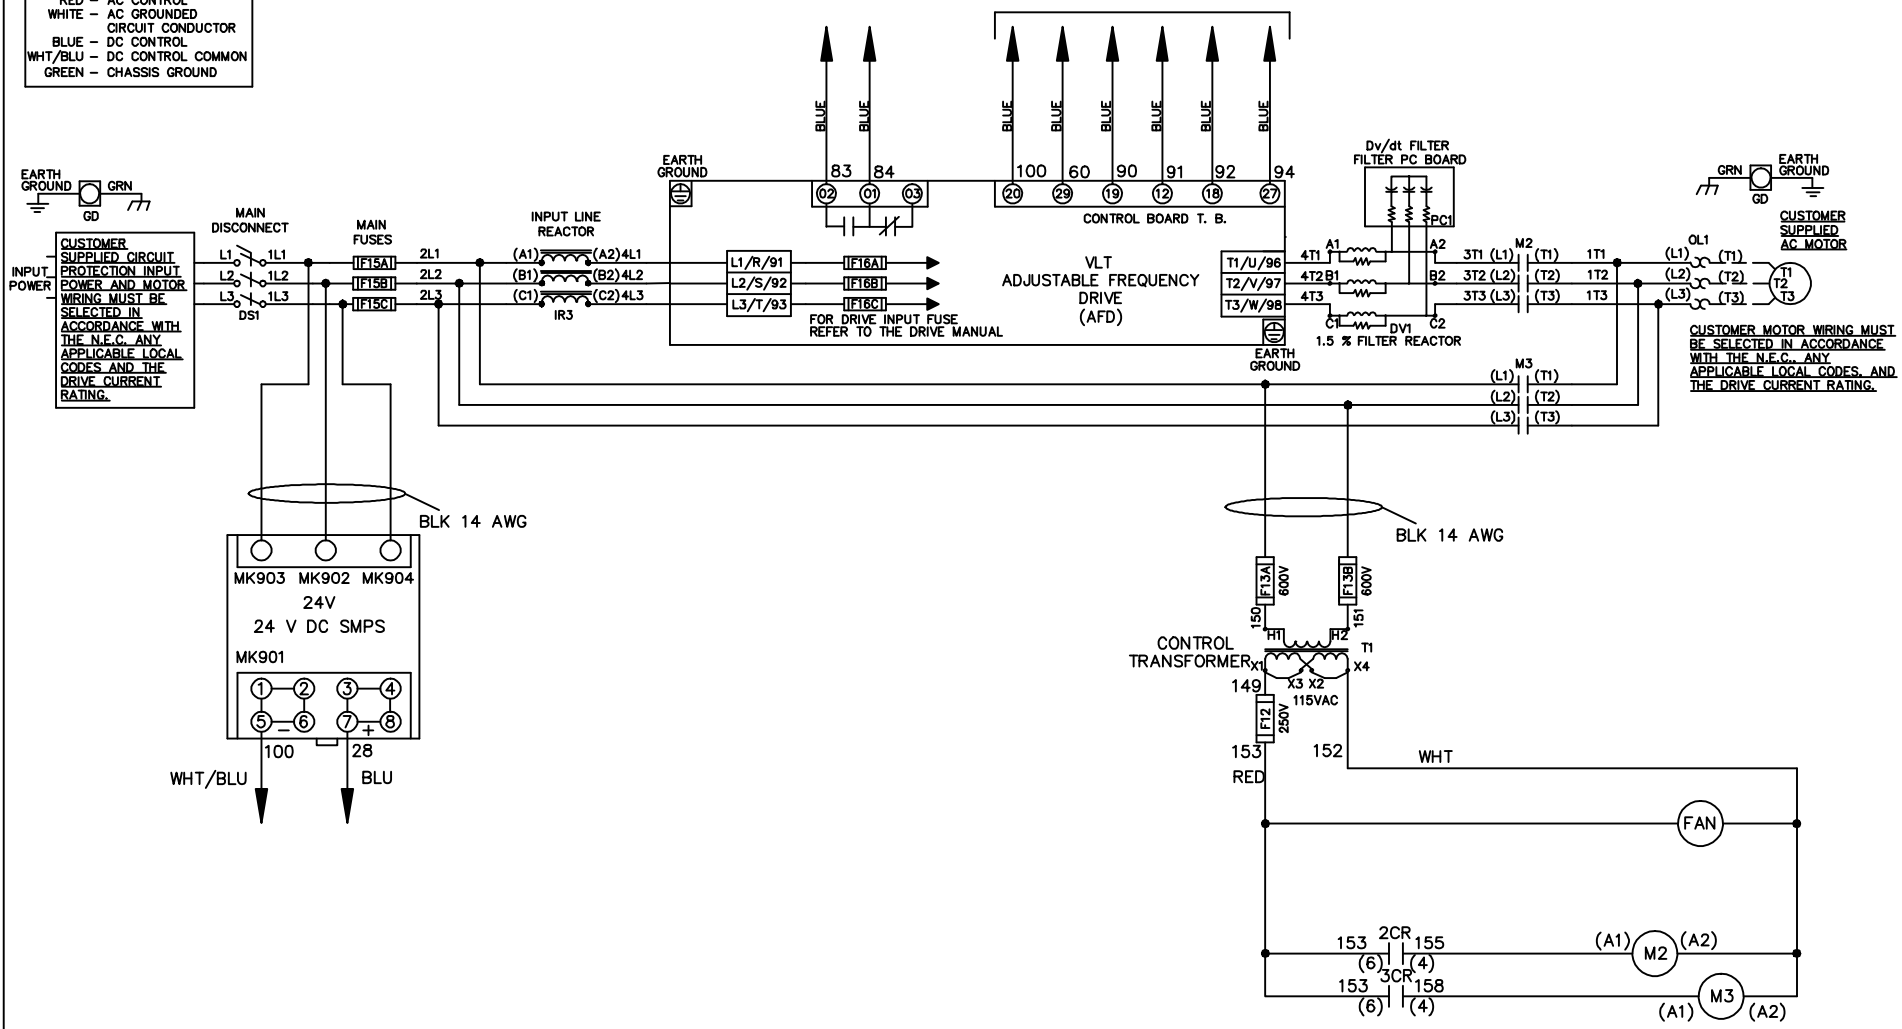 RED – AC CONTROL
WHITE – AC GROUNDED
CIRCUIT CONDUCTOR
BLUE – DC CONTROL
WHT/BLU – DC CONTROL COMMON
GREEN – CHASSIS GROUND
BLUE
BLUE
BLUE
BLUE
BLUE
BLUE
BLUE
BLUE
83
84
100
60
90
91
92
94
02
01
03
20
29
19
12
18
27
CONTROL BOARD T. B.
EARTH
GROUND
GRN
GD
MAIN
DISCONNECT
MAIN
FUSES
INPUT LINE
REACTOR
EARTH
GROUND
Dv/dt FILTER
FILTER PC BOARD
PC1
GRN
EARTH
GROUND
GD
CUSTOMER
SUPPLIED
AC MOTOR
INPUT
POWER
CUSTOMER
SUPPLIED CIRCUIT
PROTECTION INPUT
POWER AND MOTOR
WIRING MUST BE
SELECTED IN
ACCORDANCE WITH
THE N.E.C. ANY
APPLICABLE LOCAL
CODES AND THE
DRIVE CURRENT
RATING.
L1 1L1 F15A 2L1 (A1) (A2) 4L1 L1/R/91 F16A
L2 1L2 F15B 2L2 (B1) (B2) 4L2 L2/S/92 F16B
L3 1L3 F15C 2L3 (C1) (C2) 4L3 L3/T/93 F16C
DS1
IR3
FOR DRIVE INPUT FUSE
REFER TO THE DRIVE MANUAL
VLT
ADJUSTABLE FREQUENCY
DRIVE
(AFD)
T1/U/96 4T1 A1 A2 3T1 (L1) M2 (T1) 1T1 (L1) OL1 (T1) T1
T2/V/97 4T2 B1 B2 3T2 (L2) (T2) 1T2 (L2) (T2) T2
T3/W/98 4T3 C1 C2 3T3 (L3) (T3) 1T3 (L3) (T3) T3
DV1
1.5 % FILTER REACTOR
EARTH
GROUND
CUSTOMER MOTOR WIRING MUST
BE SELECTED IN ACCORDANCE
WITH THE N.E.C., ANY
APPLICABLE LOCAL CODES, AND
THE DRIVE CURRENT RATING.
M3
(L1) (T1)
(L2) (T2)
(L3) (T3)
BLK 14 AWG
BLK 14 AWG
MK903 MK902 MK904
24V
24 V DC SMPS
MK901
1 2 3 4
5 6 7 8
– +
100
28
WHT/BLU
BLU
F13A
600V
F13B
600V
150
151
H1 H2
T1
CONTROL
TRANSFORMER
X1 X4
X3 X2
115VAC
149
F12
250V
153
152
RED
WHT
FAN
2CR
153 155
(6) (4)
(A1) M2 (A2)
3CR
153 158
(6) (4)
(A1) M3 (A2)